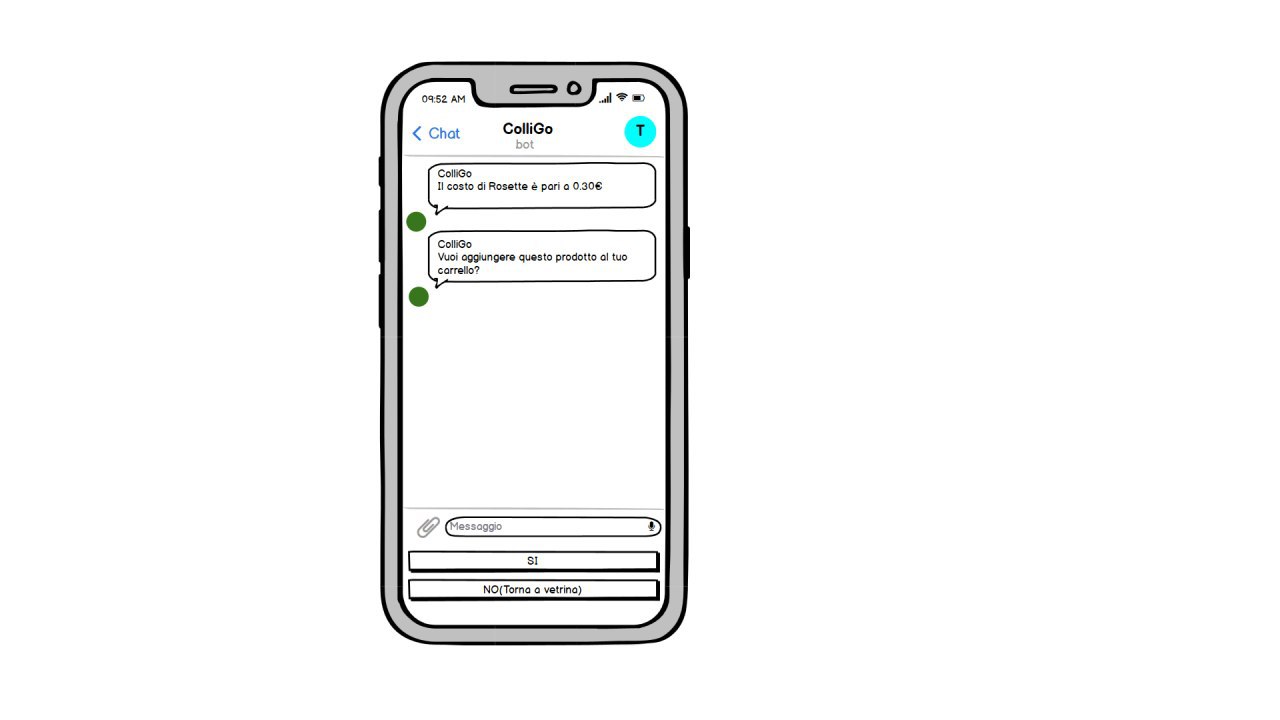 09:52 AM
Chat
ColliGo
bot
T
ColliGo
Il costo di Rosette è pari a 0.30€
ColliGo
Vuoi aggiungere questo prodotto al tuo
carrello?
Messaggio
SI
NO(Torna a vetrina)